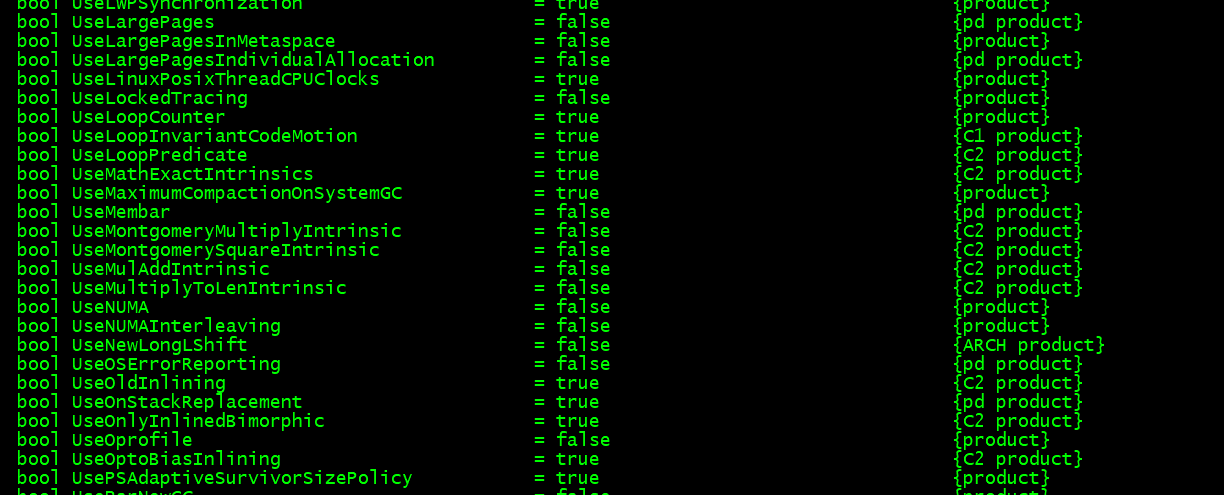 bool UseLWPSynchronization = true {product}
bool UseLargePages = false {pd product}
bool UseLargePagesInMetaspace = false {product}
bool UseLargePagesIndividualAllocation = false {pd product}
bool UseLinuxPosixThreadCPUClocks = true {product}
bool UseLockedTracing = false {product}
bool UseLoopCounter = true {product}
bool UseLoopInvariantCodeMotion = true {C1 product}
bool UseLoopPredicate = true {C2 product}
bool UseMathExactIntrinsics = true {C2 product}
bool UseMaximumCompactionOnSystemGC = true {product}
bool UseMembar = false {pd product}
bool UseMontgomeryMultiplyIntrinsic = false {C2 product}
bool UseMontgomerySquareIntrinsic = false {C2 product}
bool UseMulAddIntrinsic = false {C2 product}
bool UseMultiplyToLenIntrinsic = false {C2 product}
bool UseNUMA = false {product}
bool UseNUMAInterleaving = false {product}
bool UseNewLongLShift = false {ARCH product}
bool UseOSErrorReporting = false {pd product}
bool UseOldInlining = true {C2 product}
bool UseOnStackReplacement = true {pd product}
bool UseOnlyInlinedBimorphic = true {C2 product}
bool UseOprofile = false {product}
bool UseOptoBiasInlining = true {C2 product}
bool UsePSAdaptiveSurvivorSizePolicy = true {product}
bool UseParNewGC = false {product}